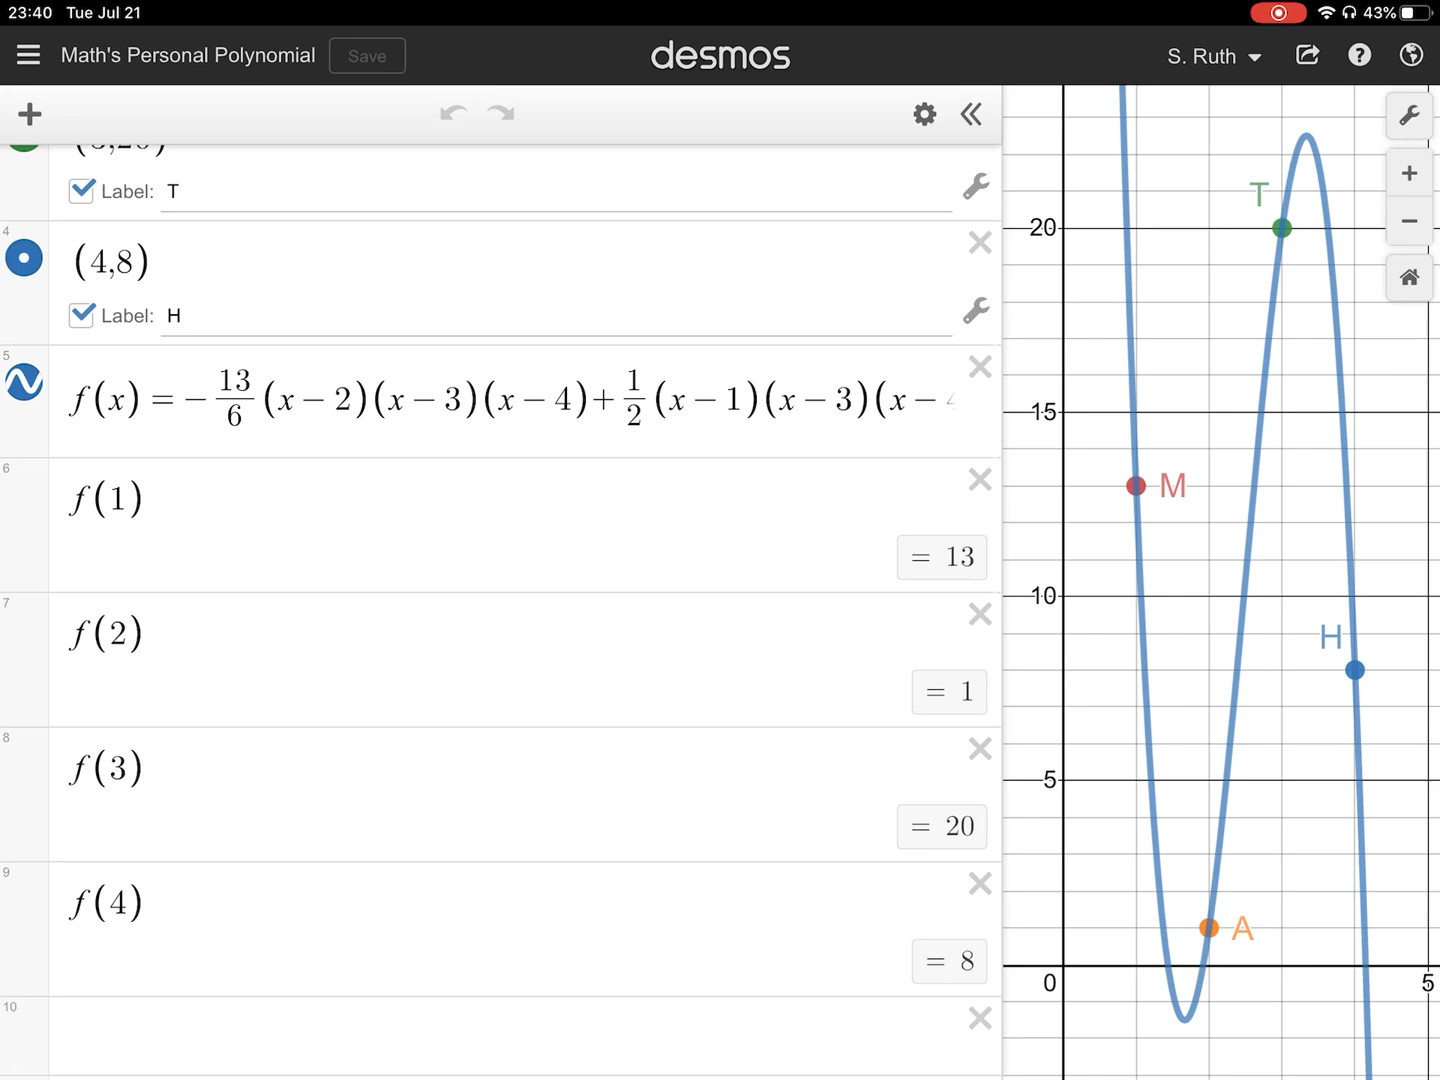 23:40 Tue Jul 21 43%
Math's Personal Polynomial Save desmos S. Ruth
Label: T
4
(4,8)
Label: H
5
f(x) = -13/6 (x - 2)(x - 3)(x - 4) + 1/2 (x - 1)(x - 3)(x -
6
f(1)
= 13
7
f(2)
= 1
8
f(3)
= 20
9
f(4)
= 8
10
T
20
15
M
10
H
5
A
0
5